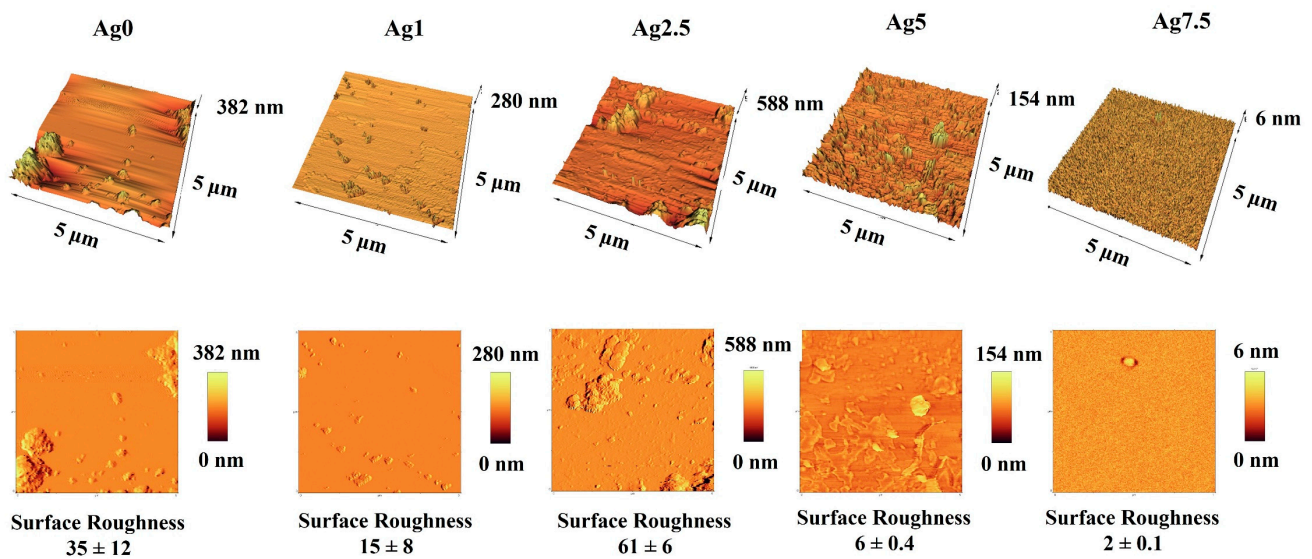 Ag0
Ag1
Ag2.5
Ag5
Ag7.5
382 nm
5 µm
5 µm
280 nm
5 µm
5 µm
588 nm
5 µm
5 µm
154 nm
5 µm
5 µm
6 nm
5 µm
5 µm
382 nm
0 nm
280 nm
0 nm
588 nm
0 nm
154 nm
0 nm
6 nm
0 nm
Surface Roughness
35 ± 12
Surface Roughness
15 ± 8
Surface Roughness
61 ± 6
Surface Roughness
6 ± 0.4
Surface Roughness
2 ± 0.1